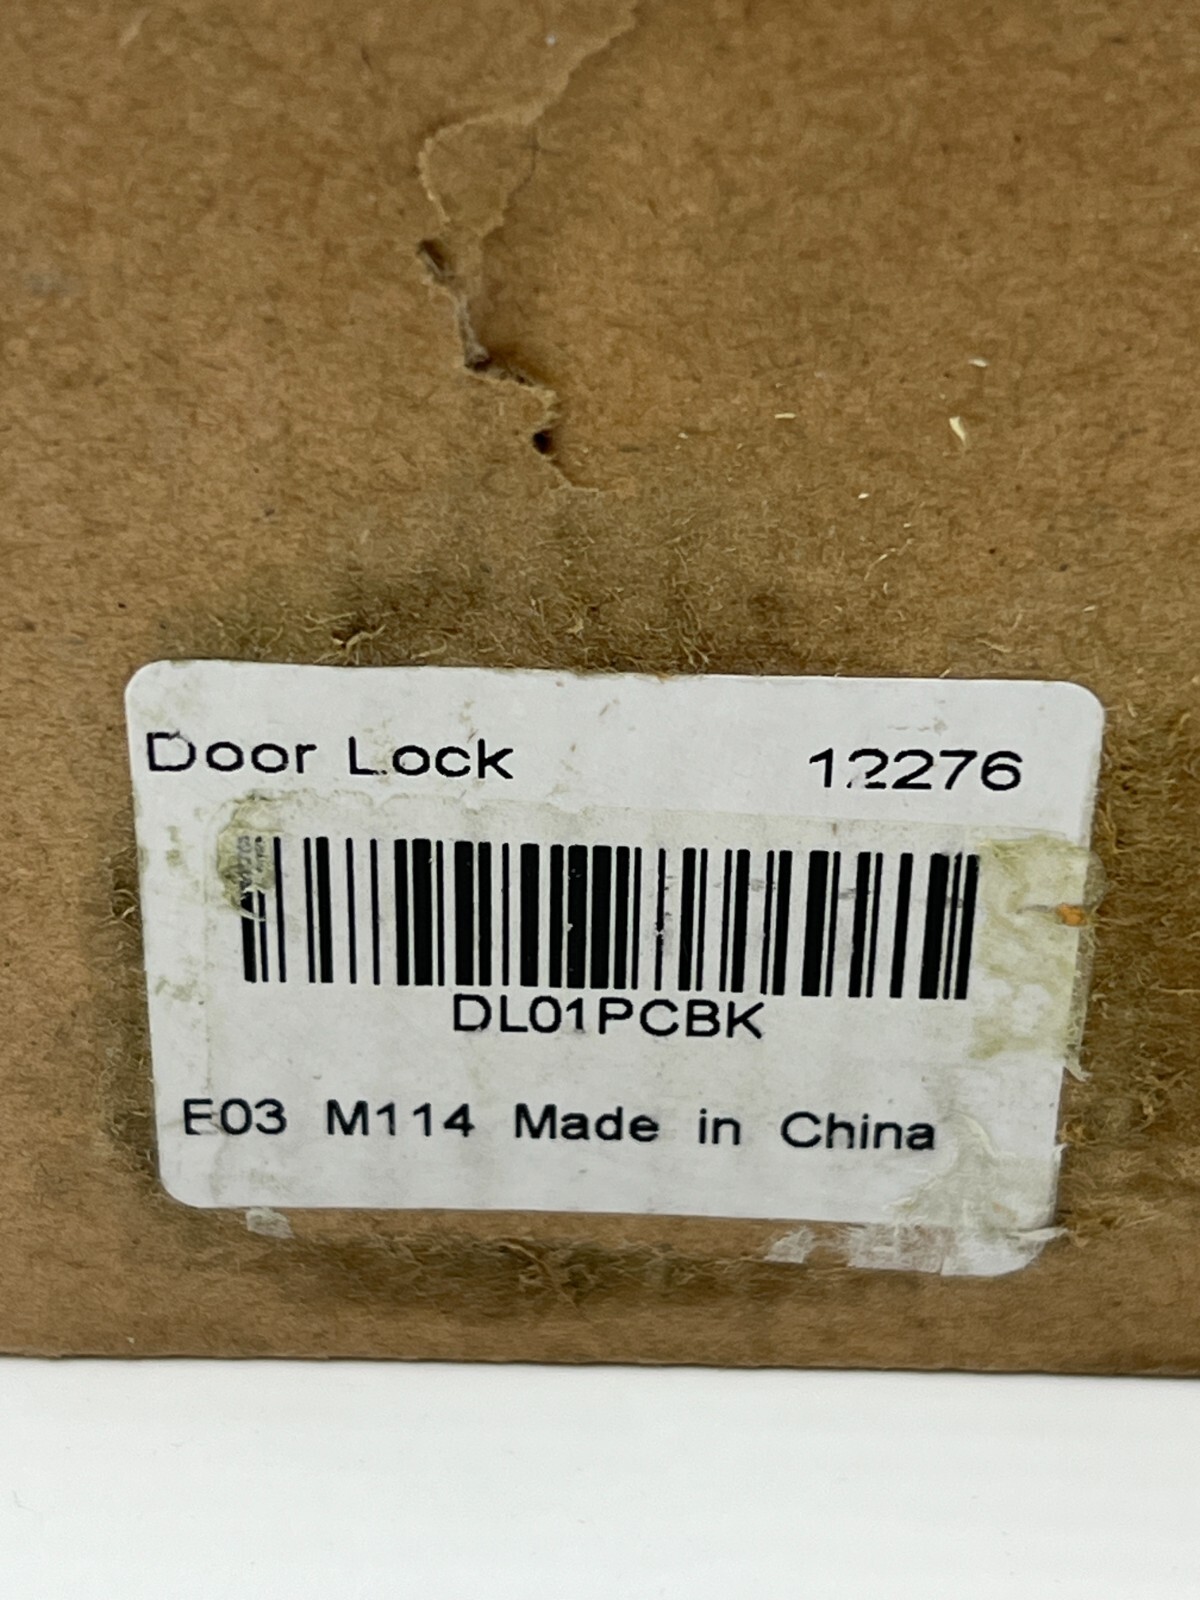 Door Lock 12276
DL01PCBK
E03 M114 Made in China